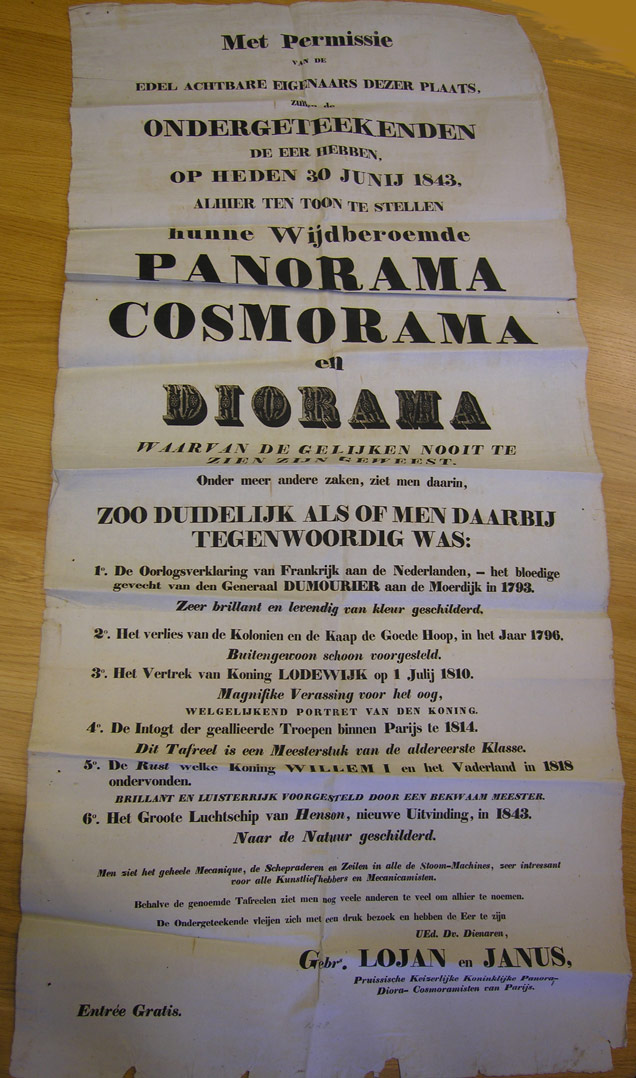 Met Permissie
VAN DE
EDEL ACHTBARE EIGENAARS DEZER PLAATS,
de
ONDERGETEEKENDEN
DE EER HEBBEN,
OP HEDEN 30 JUNIJ 1843,
ALHIER TEN TOON TE STELLEN
hunne Wijdberoemde
PANORAMA
COSMORAMA
en
DIORAMA
WAARVAN DE GELIJKEN NOOIT TE
ZIEN ZIJN GEWEEST.
Onder meer andere zaken, ziet men daarin,
ZOO DUIDELIJK ALS OF MEN DAARBIJ
TEGENWOORDIG WAS:
1o. De Oorlogsverklaring van Frankrijk aan de Nederlanden, – het bloedige
gevecht van den Generaal DUMOURIER aan de Moerdijk in 1793.
Zeer brillant en levendig van kleur geschilderd.
2o. Het verlies van de Kolonien en de Kaap de Goede Hoop, in het Jaar 1796.
Buitengewoon schoon voorgesteld.
3o. Het Vertrek van Koning LODEWIJK op 1 Julij 1810.
Magnifike Verassing voor het oog,
WELGELIJKEND PORTRET VAN DEN KONING.
4o. De Intogt der geallieerde Troepen binnen Parijs te 1814.
Dit Tafreel is een Meesterstuk van de aldereerste Klasse.
5o. De Rust welke Koning WILLEM I en het Vaderland in 1818
ondervonden.
BRILLANT EN LUISTERRIJK VOORGESTELD DOOR EEN BEKWAAM MEESTER.
6o. Het Groote Luchtschip van Henson, nieuwe Uitvinding, in 1843.
Naar de Natuur geschilderd.
Men ziet het geheele Mecanique, de Schepraderen en Zeilen in alle de Stoom-Machines, zeer intressant
voor alle Kunstliefhebbers en Mecanicamisten.
Behalve de genoemde Tafreelen ziet men nog veele anderen te veel om alhier te noemen.
De Ondergeteekende vleijen zich met een druk bezoek en hebben de Eer te zijn
UEd. Dv. Dienaren,
Gebrs. LOJAN en JANUS,
Pruissische Keizerlijke Koninklijke Panora-
Diora- Cosmoramisten van Parijs.
Entrée Gratis.